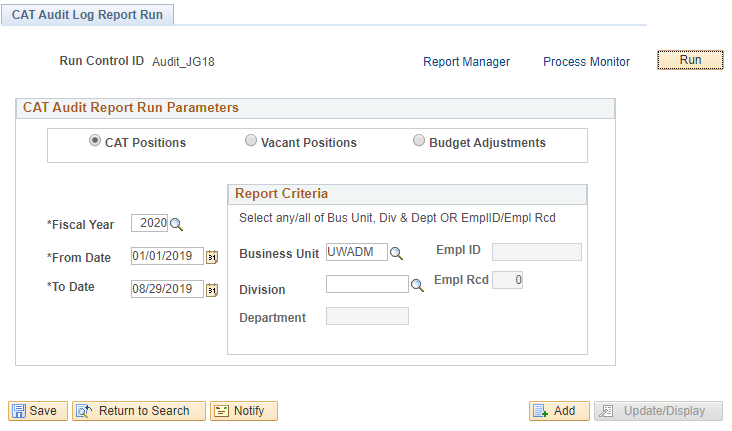 CAT Audit Log Report Run
Run Control ID Audit_JG18 Report Manager Process Monitor Run
CAT Audit Report Run Parameters
CAT Positions Vacant Positions Budget Adjustments
Report Criteria
Select any/all of Bus Unit, Div & Dept OR EmplID/Empl Rcd
*Fiscal Year 2020
*From Date 01/01/2019 31
*To Date 08/29/2019 31
Business Unit UWADM Empl ID
Division Empl Rcd 0
Department
Save Return to Search Notify Add Update/Display